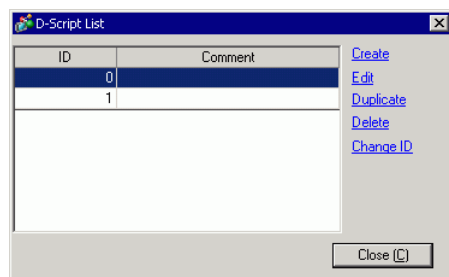 D-Script List
ID Comment Create
0 Edit
1 Duplicate
Delete
Change ID
Close (C)